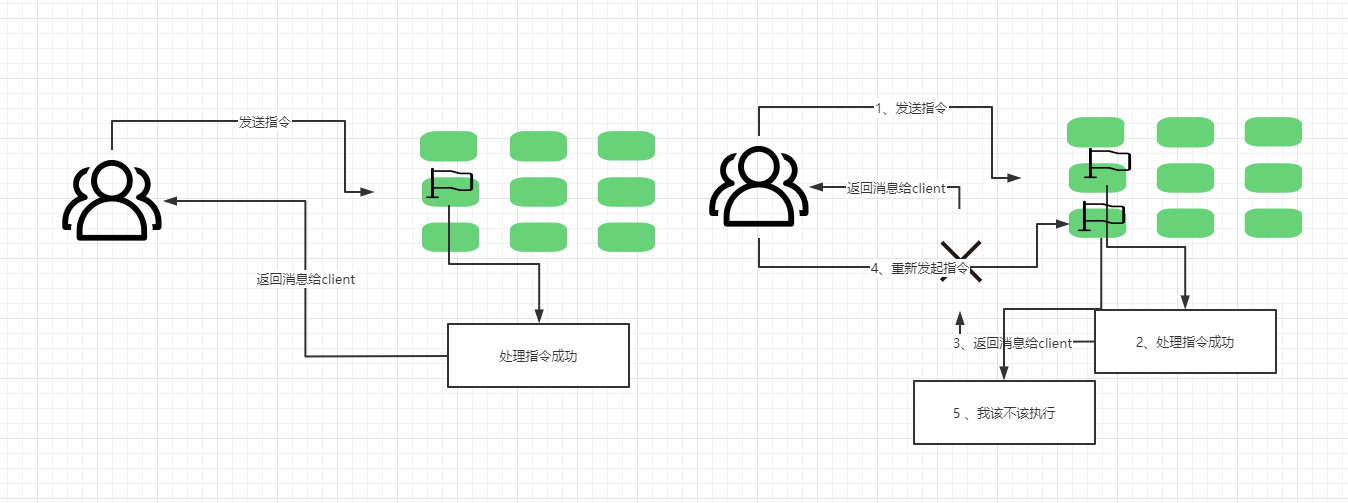 发送指令
返回消息给client
处理指令成功
1、发送指令
返回消息给client
4、重新发起指令
3、返回消息给client
2、处理指令成功
5 、我该不该执行